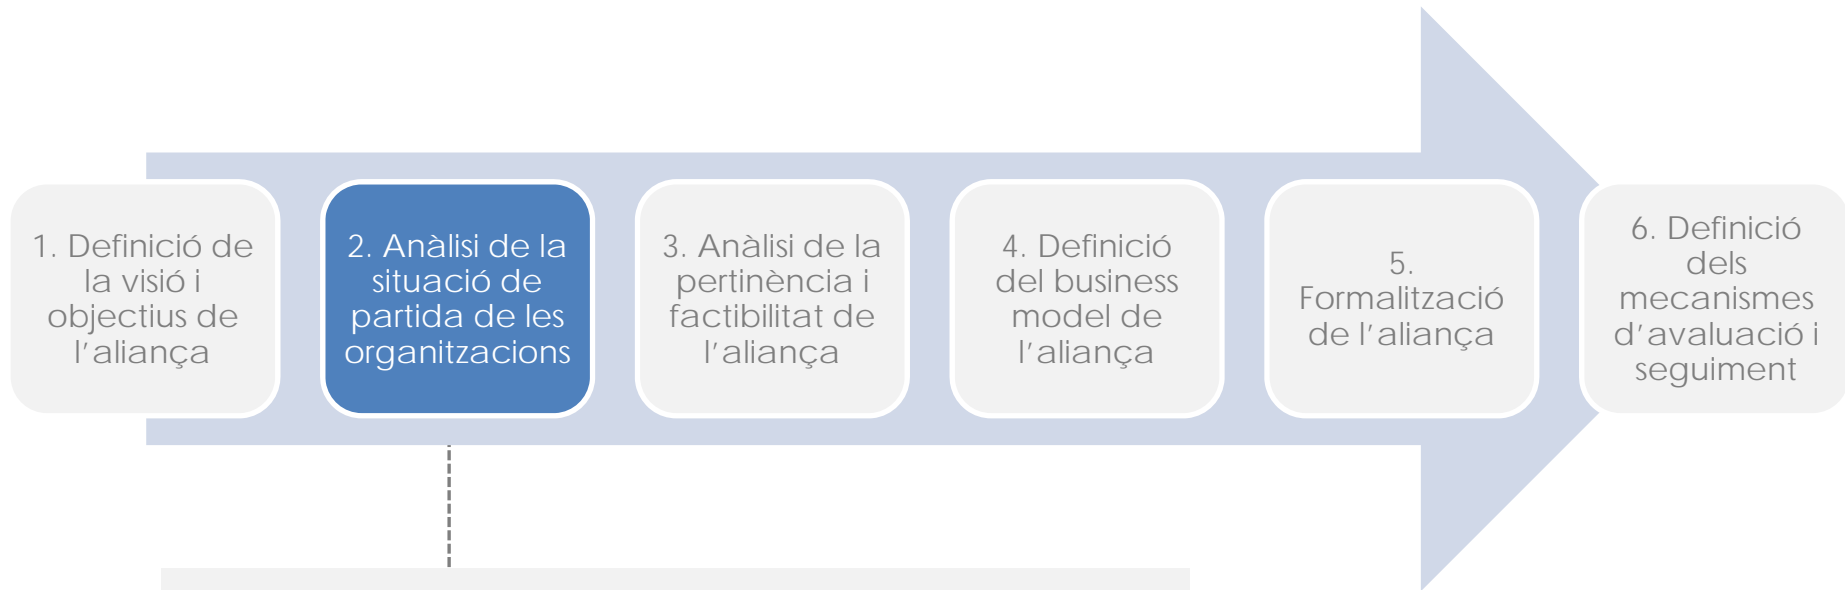 1. Definició de
la visió i
objectius de
l’aliança
2. Anàlisi de la
situació de
partida de les
organitzacions
3. Anàlisi de la
pertinència i
factibilitat de
l’aliança
4. Definició
del business
model de
l’aliança
5.
Formalització
de l’aliança
6. Definició
dels
mecanismes
d’avaluació i
seguiment